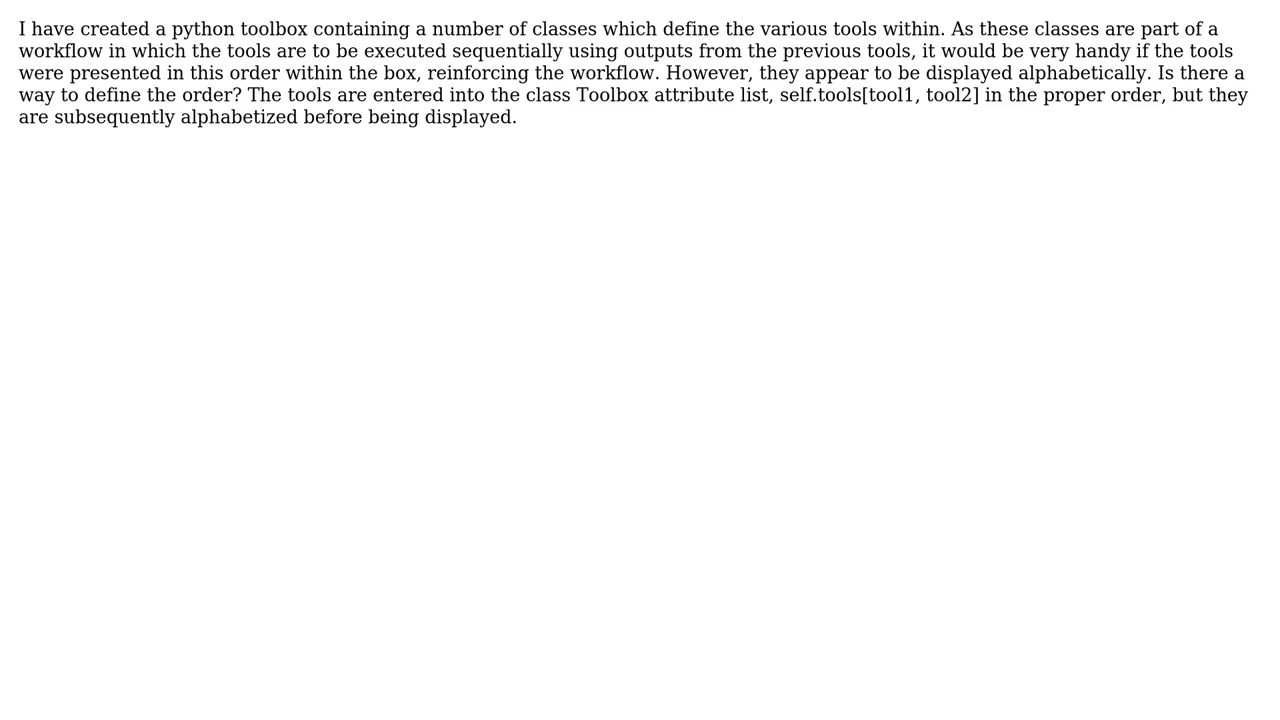 I have created a python toolbox containing a number of classes which define the various tools within. As these classes are part of a
workflow in which the tools are to be executed sequentially using outputs from the previous tools, it would be very handy if the tools
were presented in this order within the box, reinforcing the workflow. However, they appear to be displayed alphabetically. Is there a
way to define the order? The tools are entered into the class Toolbox attribute list, self.tools[tool1, tool2] in the proper order, but they
are subsequently alphabetized before being displayed.